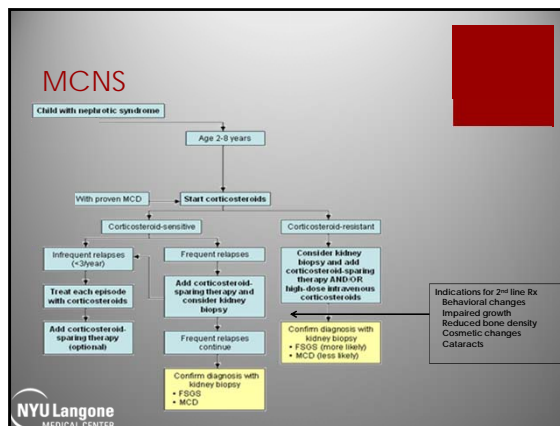 MCNS
Child with nephrotic syndrome
Age 2-8 years
With proven MCD
Start corticosteroids
Corticosteroid-sensitive
Corticosteroid-resistant
Infrequent relapses
(<3/year)
Frequent relapses
Consider kidney
biopsy and add
corticosteroid-sparing
therapy AND/OR
high-dose intravenous
corticosteroids
Treat each episode
with corticosteroids
Add corticosteroid-
sparing therapy and
consider kidney
biopsy
Add corticosteroid-
sparing therapy
(optional)
Frequent relapses
continue
Confirm diagnosis with
kidney biopsy
• FSGS (more likely)
• MCD (less likely)
Confirm diagnosis with
kidney biopsy
• FSGS
• MCD
Indications for 2nd line Rx
Behavioral changes
Impaired growth
Reduced bone density
Cosmetic changes
Cataracts
NYU Langone
MEDICAL CENTER